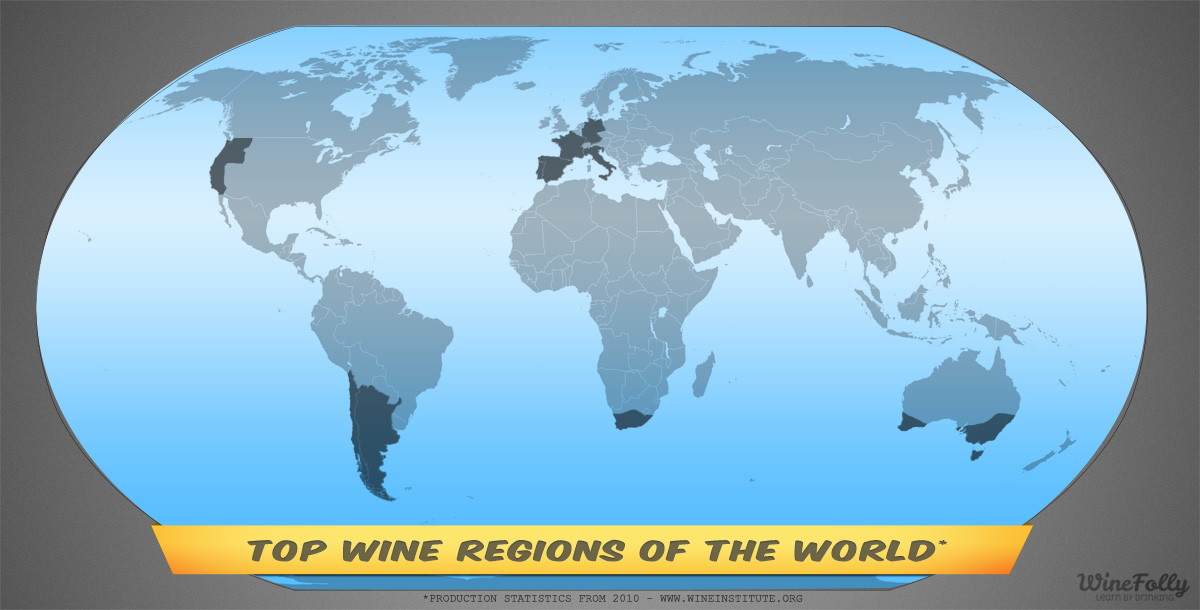 TOP WINE REGIONS OF THE WORLD*
WineFolly
LEARN BY DRINKING
*PRODUCTION STATISTICS FROM 2010 – WWW.WINEINSTITUTE.ORG